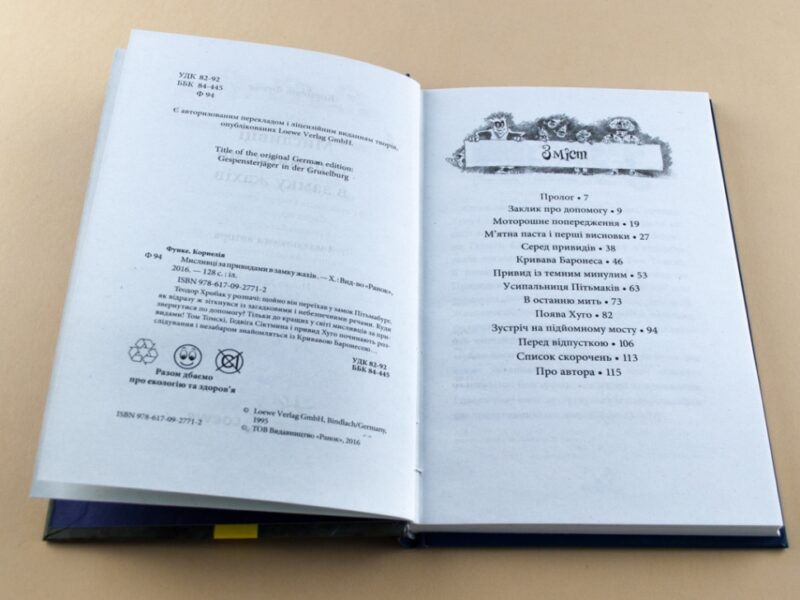 УДК 82-92
ББК 84-445
Ф 94
Є авторизованим перекладом і ліцензійним виданням творів,
опублікованих Loewe Verlag GmbH.
Title of the original German edition:
Gespensterjäger in der Gruselburg
Функе, Корнелія
Ф 94 Мисливці за привидами в замку жахів. — Х. : Вид-во «Ранок»,
2016. — 128 с. : іл.
ISBN 978-617-09-2771-2
Теодор Хробак у розпачі: щойно він переїхав у замок Пітьмабург,
як відразу ж зіткнувся із загадковими і небезпечними речами. Куди
звернутися по допомогу? Тільки до кращих у світі мисливців за при-
видами! Том Томскі, Гедвіга Сівтмина і привид Хуго починають роз-
слідування і незабаром знайомляться із Кривавою Баронесою...
УДК 82-92
ББК 84-445
Разом дбаємо
про екологію та здоров'я
ISBN 978-617-09-2771-2
© Loewe Verlag GmbH, Bindlach/Germany,
1995
© ТОВ Видавництво «Ранок», 2016
Зміст
Пролог • 7
Заклик про допомогу • 9
Моторошне попередження • 19
М'ятна паста і перші висновки • 27
Серед привидів • 38
Кривава Баронеса • 46
Привид із темним минулим • 53
Усипальниця Пітьмаків • 63
В останню мить • 73
Поява Хуго • 82
Зустріч на підйомному мосту • 94
Перед відпусткою • 106
Список скорочень • 113
Про автора • 115